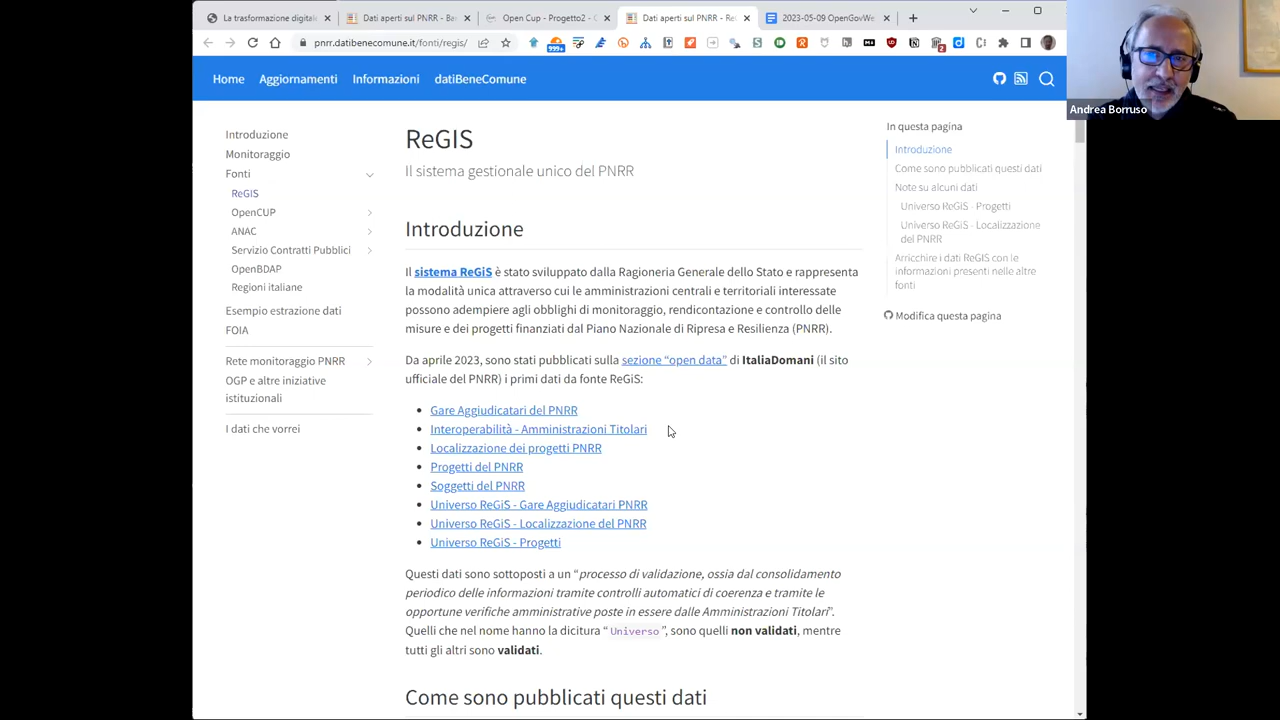 La trasformazione digitale
Dati aperti sul PNRR - Ba
Open Cup - Progetto2 - C
Dati aperti sul PNRR - ReG
2023-05-09 OpenGovWe
pnrr.datibenecomune.it/fonti/regis/
999+
2
Home
Aggiornamenti
Informazioni
datiBeneComune
Andrea Borruso
Introduzione
Monitoraggio
Fonti
ReGIS
OpenCUP
ANAC
Servizio Contratti Pubblici
OpenBDAP
Regioni italiane
Esempio estrazione dati
FOIA
Rete monitoraggio PNRR
OGP e altre iniziative
istituzionali
I dati che vorrei
ReGIS
Il sistema gestionale unico del PNRR
Introduzione
Il sistema ReGiS è stato sviluppato dalla Ragioneria Generale dello Stato e rappresenta
la modalità unica attraverso cui le amministrazioni centrali e territoriali interessate
possono adempiere agli obblighi di monitoraggio, rendicontazione e controllo delle
misure e dei progetti finanziati dal Piano Nazionale di Ripresa e Resilienza (PNRR).
Da aprile 2023, sono stati pubblicati sulla sezione “open data” di ItaliaDomani (il sito
ufficiale del PNRR) i primi dati da fonte ReGiS:
• Gare Aggiudicatari del PNRR
• Interoperabilità - Amministrazioni Titolari
• Localizzazione dei progetti PNRR
• Progetti del PNRR
• Soggetti del PNRR
• Universo ReGiS - Gare Aggiudicatari PNRR
• Universo ReGiS - Localizzazione del PNRR
• Universo ReGiS - Progetti
Questi dati sono sottoposti a un “processo di validazione, ossia dal consolidamento
periodico delle informazioni tramite controlli automatici di coerenza e tramite le
opportune verifiche amministrative poste in essere dalle Amministrazioni Titolari”.
Quelli che nel nome hanno la dicitura “Universo”, sono quelli non validati, mentre
tutti gli altri sono validati.
Come sono pubblicati questi dati
In questa pagina
Introduzione
Come sono pubblicati questi dati
Note su alcuni dati
Universo ReGIS - Progetti
Universo ReGIS - Localizzazione
del PNRR
Arricchire i dati ReGIS con le
informazioni presenti nelle altre
fonti
Modifica questa pagina